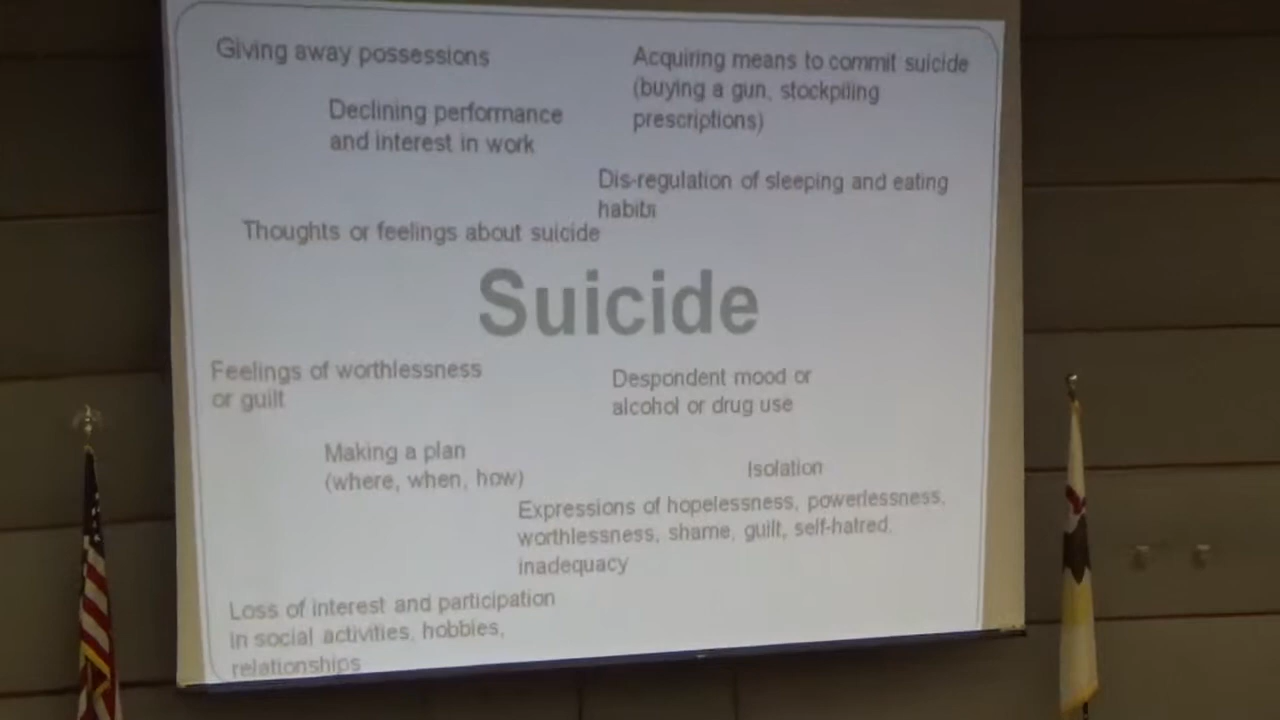 Giving away possessions
Acquiring means to commit suicide
(buying a gun, stockpiling
prescriptions)
Declining performance
and interest in work
Dis-regulation of sleeping and eating
habits
Thoughts or feelings about suicide
Suicide
Feelings of worthlessness
or guilt
Despondent mood or
alcohol or drug use
Making a plan
(where, when, how)
Isolation
Expressions of hopelessness, powerlessness,
worthlessness, shame, guilt, self-hatred,
inadequacy
Loss of interest and participation
in social activities, hobbies,
relationships